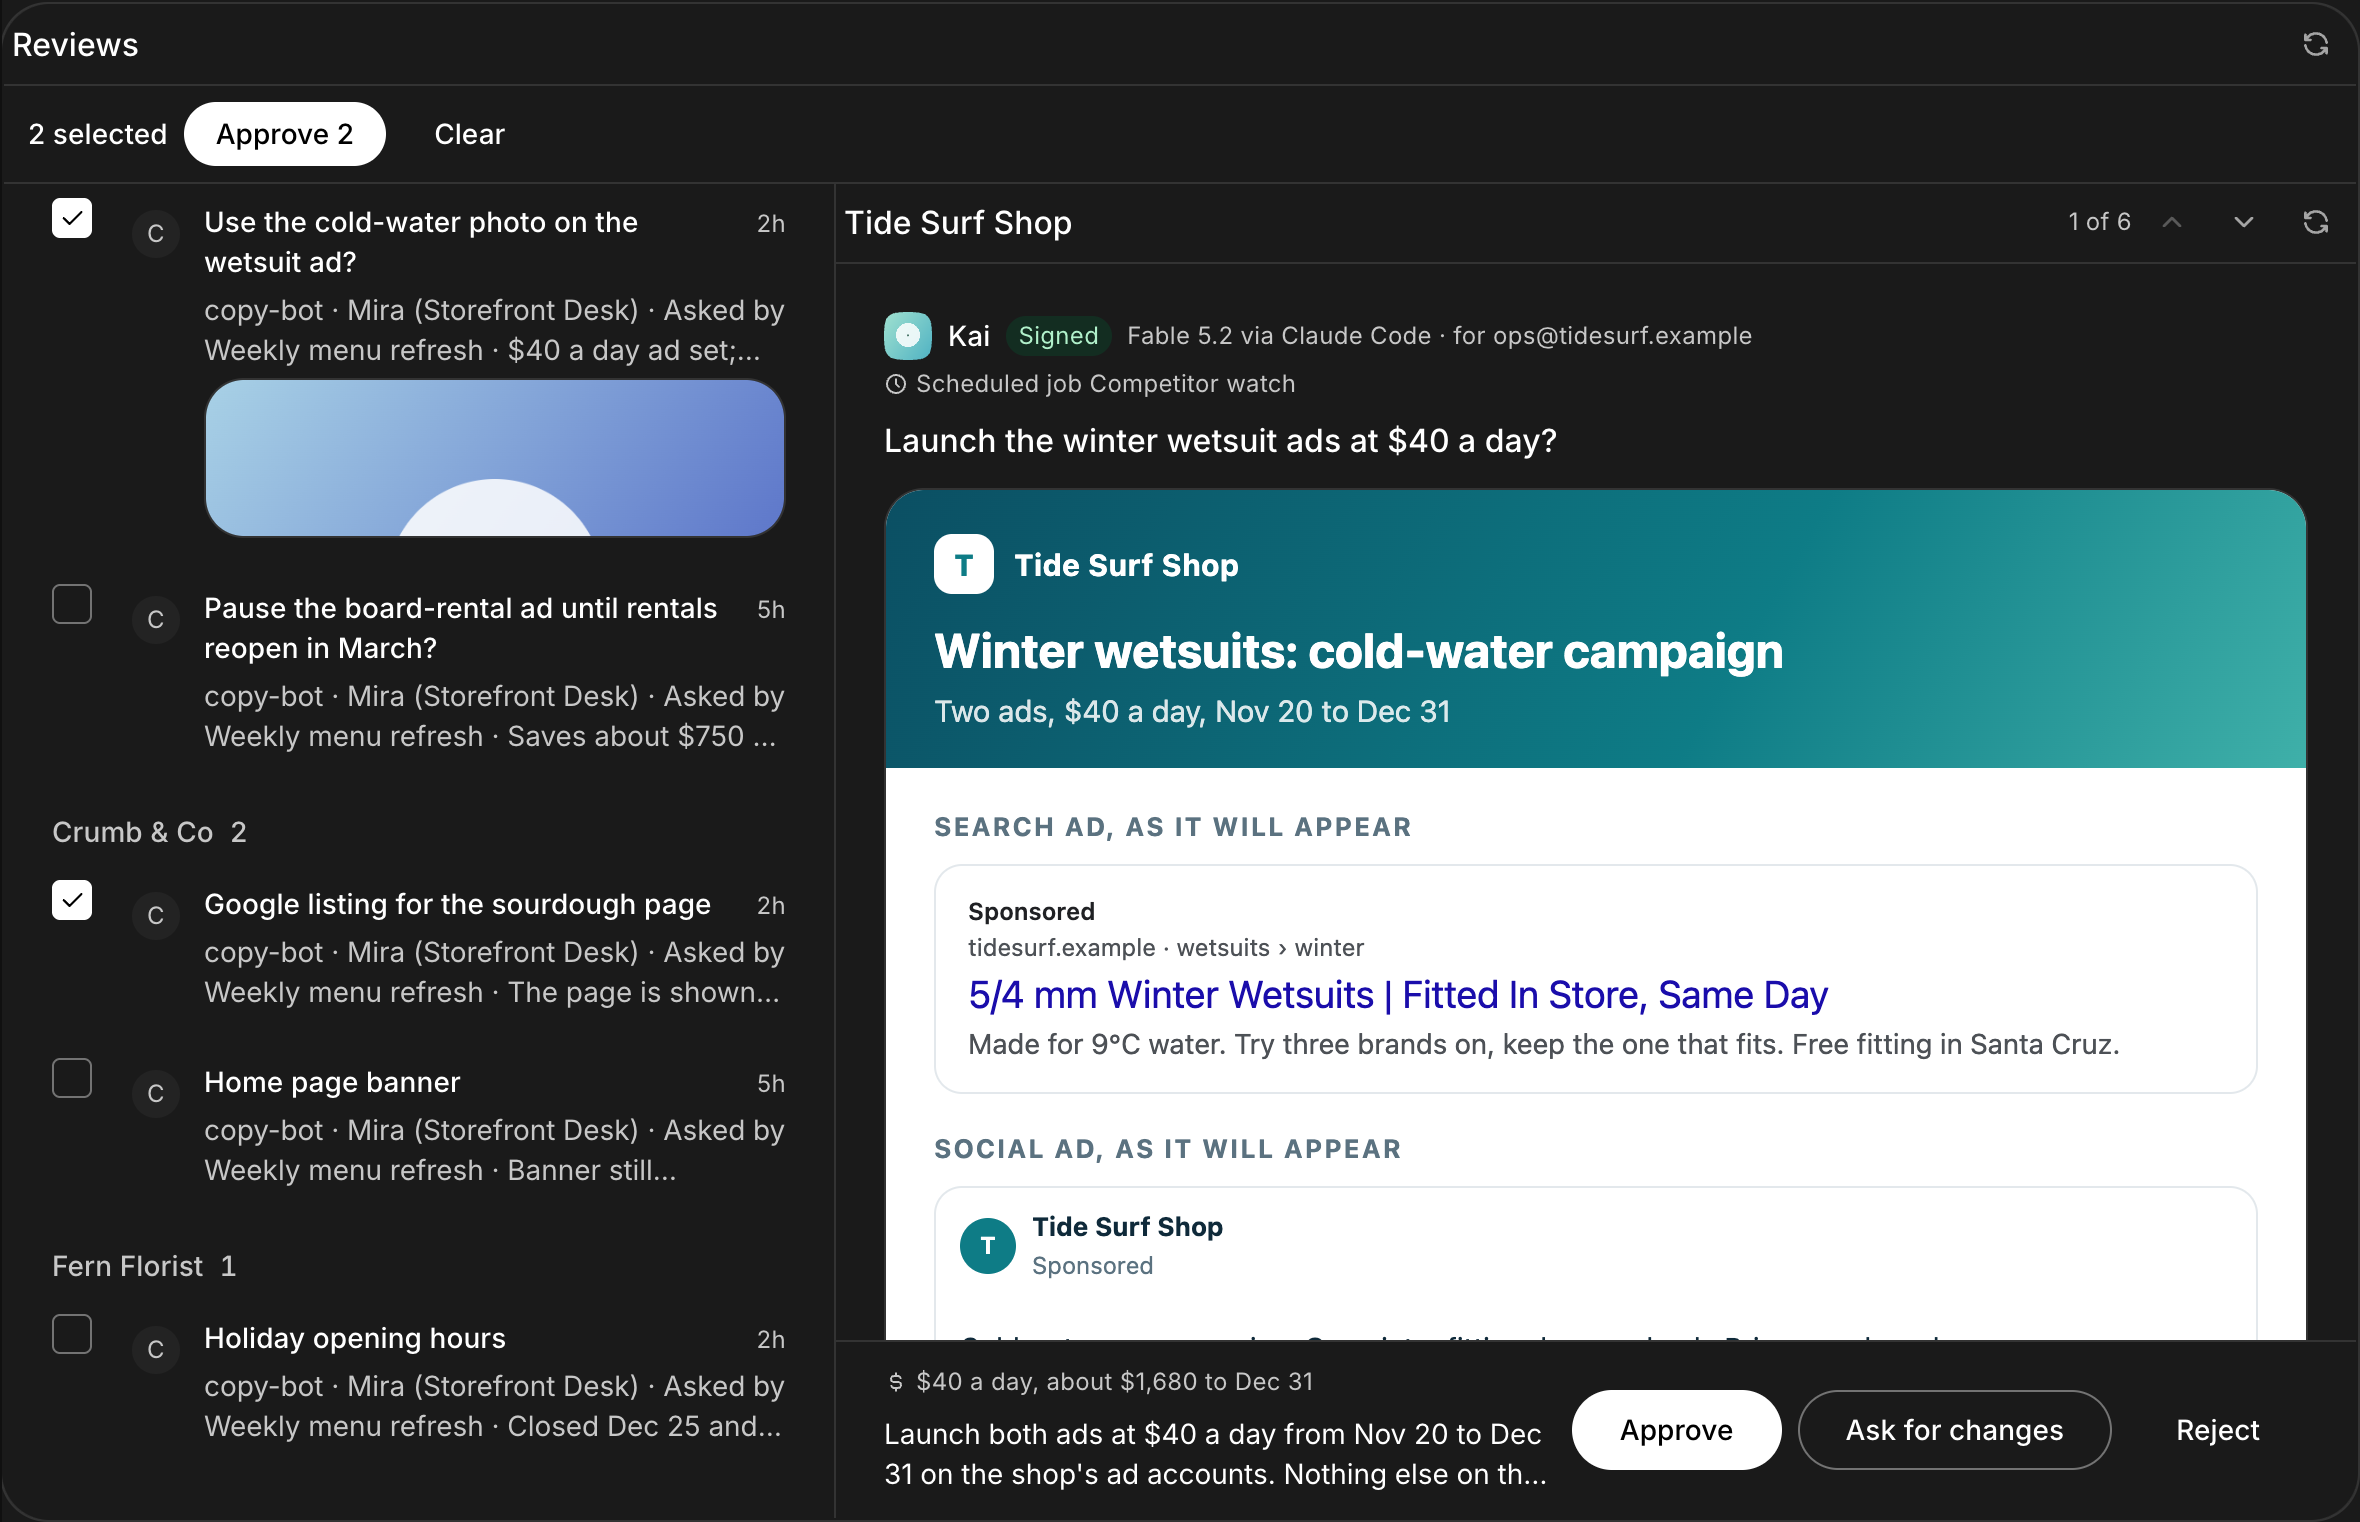 Reviews
2 selected
Approve 2
Clear
C
Use the cold-water photo on the
wetsuit ad?
2h
copy-bot · Mira (Storefront Desk) · Asked by
Weekly menu refresh · $40 a day ad set;...
C
Pause the board-rental ad until rentals
reopen in March?
5h
copy-bot · Mira (Storefront Desk) · Asked by
Weekly menu refresh · Saves about $750 ...
Crumb & Co 2
C
Google listing for the sourdough page
2h
copy-bot · Mira (Storefront Desk) · Asked by
Weekly menu refresh · The page is shown...
C
Home page banner
5h
copy-bot · Mira (Storefront Desk) · Asked by
Weekly menu refresh · Banner still...
Fern Florist 1
C
Holiday opening hours
2h
copy-bot · Mira (Storefront Desk) · Asked by
Weekly menu refresh · Closed Dec 25 and...
Tide Surf Shop
1 of 6
Kai
Signed
Fable 5.2 via Claude Code · for ops@tidesurf.example
Scheduled job Competitor watch
Launch the winter wetsuit ads at $40 a day?
T
Tide Surf Shop
Winter wetsuits: cold-water campaign
Two ads, $40 a day, Nov 20 to Dec 31
SEARCH AD, AS IT WILL APPEAR
Sponsored
tidesurf.example · wetsuits › winter
5/4 mm Winter Wetsuits | Fitted In Store, Same Day
Made for 9°C water. Try three brands on, keep the one that fits. Free fitting in Santa Cruz.
SOCIAL AD, AS IT WILL APPEAR
T
Tide Surf Shop
Sponsored
$ $40 a day, about $1,680 to Dec 31
Launch both ads at $40 a day from Nov 20 to Dec
31 on the shop's ad accounts. Nothing else on th...
Approve
Ask for changes
Reject